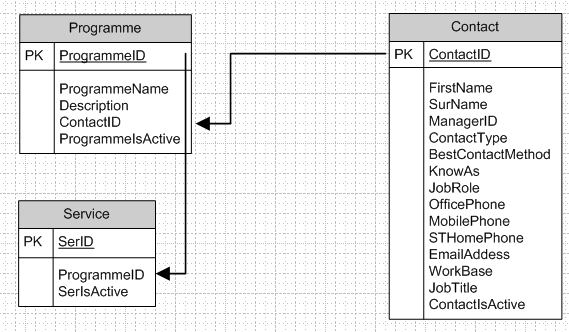 Programme
PK ProgrammeID
ProgrammeName
Description
ContactID
ProgrammeIsActive
Service
PK SerID
ProgrammeID
SerIsActive
Contact
PK ContactID
FirstName
SurName
ManagerID
ContactType
BestContactMethod
KnowAs
JobRole
OfficePhone
MobilePhone
STHomePhone
EmailAddess
WorkBase
JobTitle
ContactIsActive